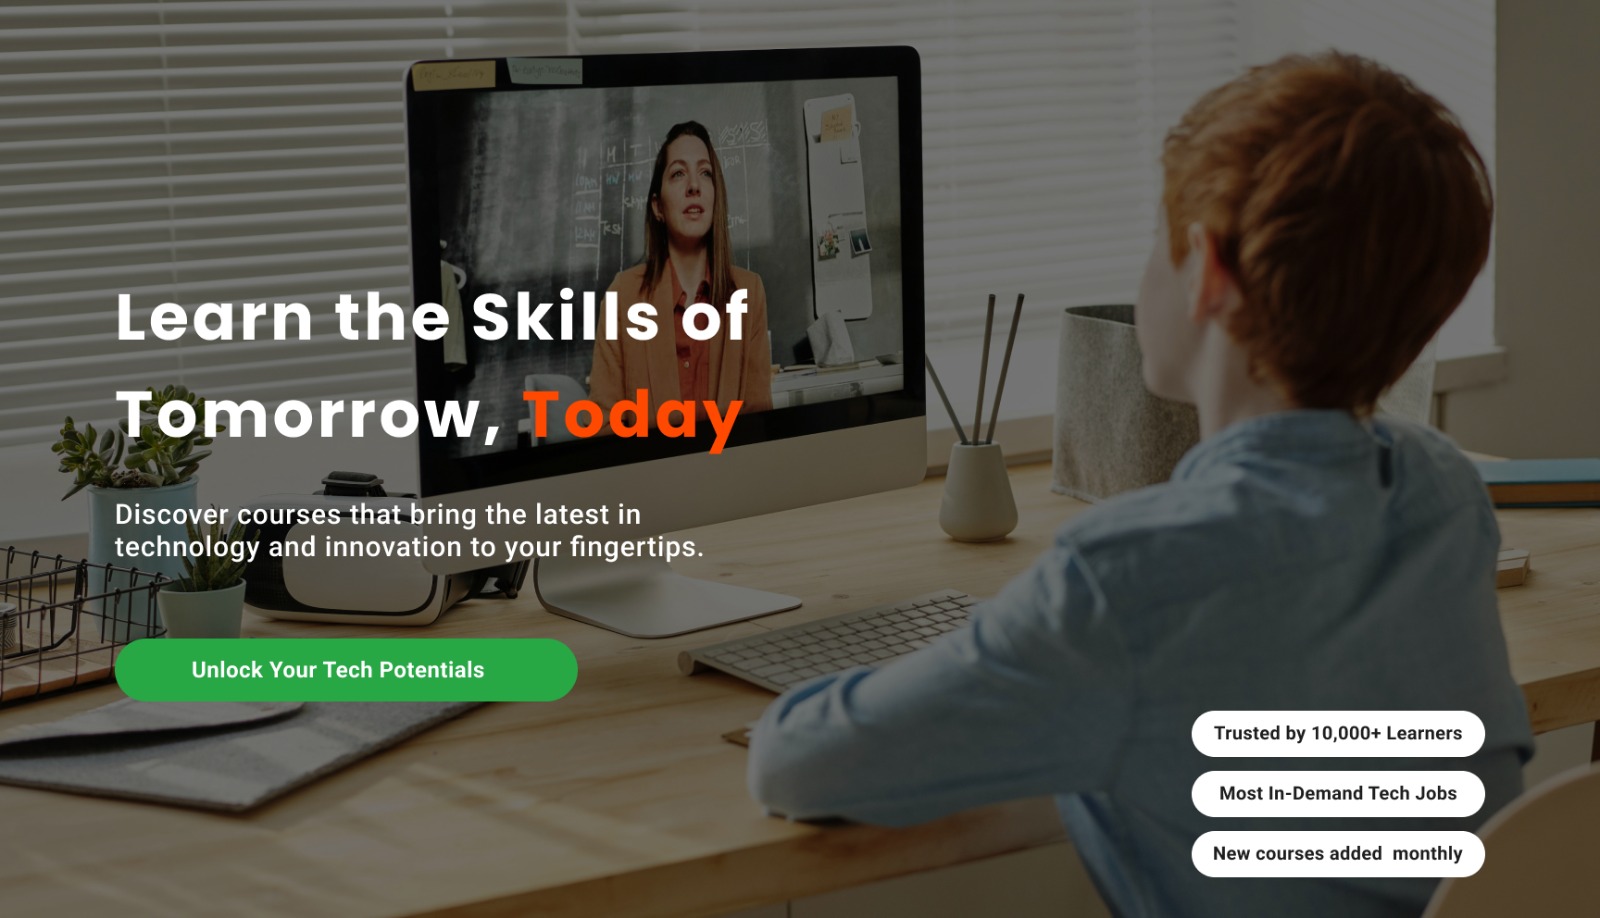 Learn the Skills of
Tomorrow, Today
Discover courses that bring the latest in
technology and innovation to your fingertips.
Unlock Your Tech Potentials
Trusted by 10,000+ Learners
Most In-Demand Tech Jobs
New courses added  monthly